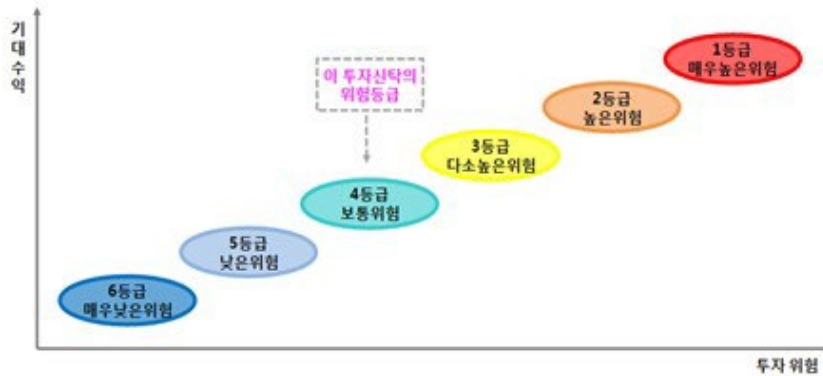 기대수익
1등급
매우높은위험
이 투자신탁의
위험등급
2등급
높은위험
3등급
다소높은위험
4등급
보통위험
5등급
낮은위험
6등급
매우낮은위험
투자 위험